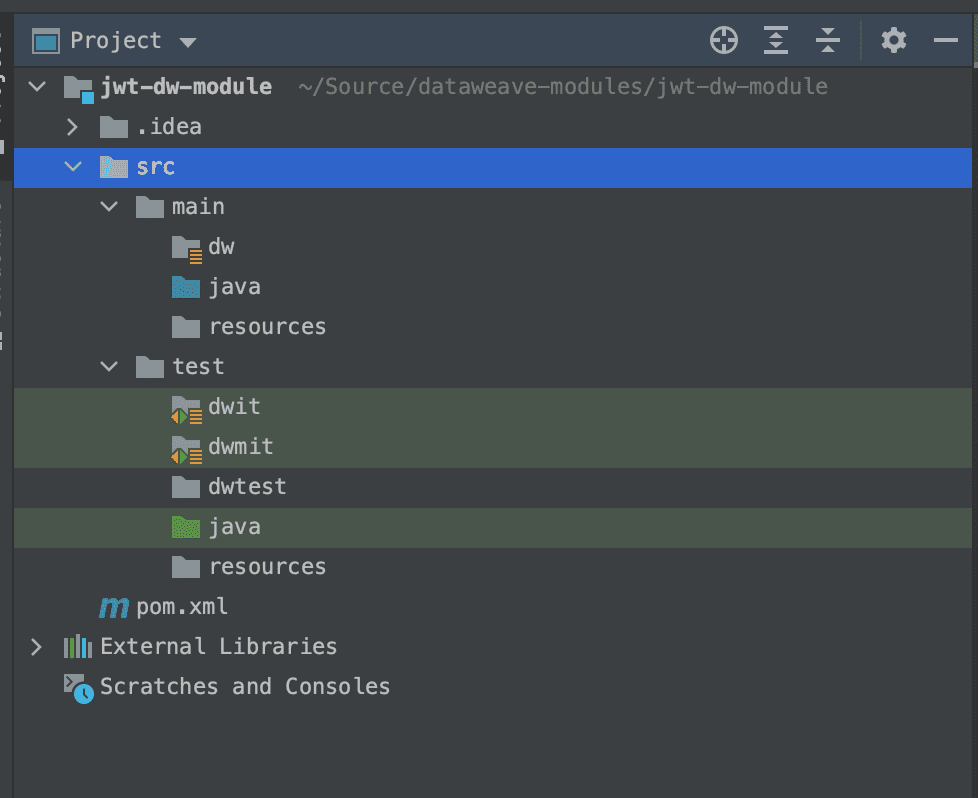 Project
jwt-dw-module ~/Source/dataweave-modules/jwt-dw-module
.idea
src
main
dw
java
resources
test
dwit
dwmit
dwtest
java
resources
pom.xml
External Libraries
Scratches and Consoles